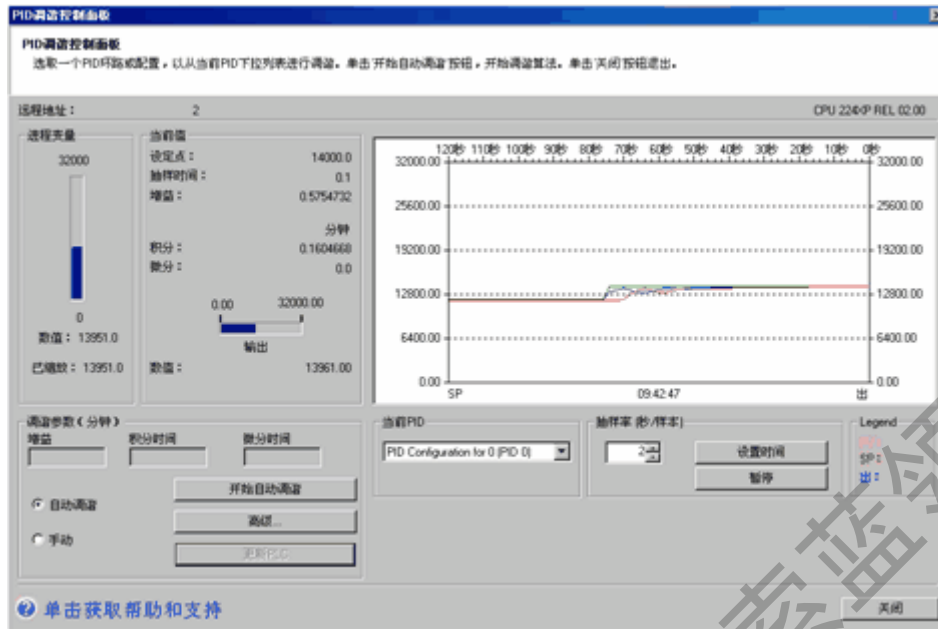 PID调谐控制面板
PID调谐控制面板
选取一个PID环路或配置，以从当前PID下拉列表进行调谐。单击'开始自动调谐'按钮，开始调谐算法。单击'关闭'按钮退出。
远程地址： 2 CPU 224XP REL 02.00
进程变量
32000
0
数值： 13951.0
已缩放： 13951.0
当前值
设定点： 14000.0
抽样时间： 0.1
增益： 0.5754732
分钟
积分： 0.1604668
微分： 0.0
0.00 32000.00
输出
数值： 13961.00
120秒 110秒 100秒 90秒 80秒 70秒 60秒 50秒 40秒 30秒 20秒 10秒 0秒
32000.00 32000.00
25600.00 25600.00
19200.00 19200.00
12800.00 12800.00
6400.00 6400.00
0.00 0.00
SP 09:42:47 出
调谐参数（分钟）
增益 积分时间 微分时间
自动调谐
手动
开始自动调谐
高级...
更新PLC
当前PID
PID Configuration for 0 (PID 0)
抽样率(秒/样本)
2
设置时间
暂停
Legend
SP：
出：
单击获取帮助和支持
关闭